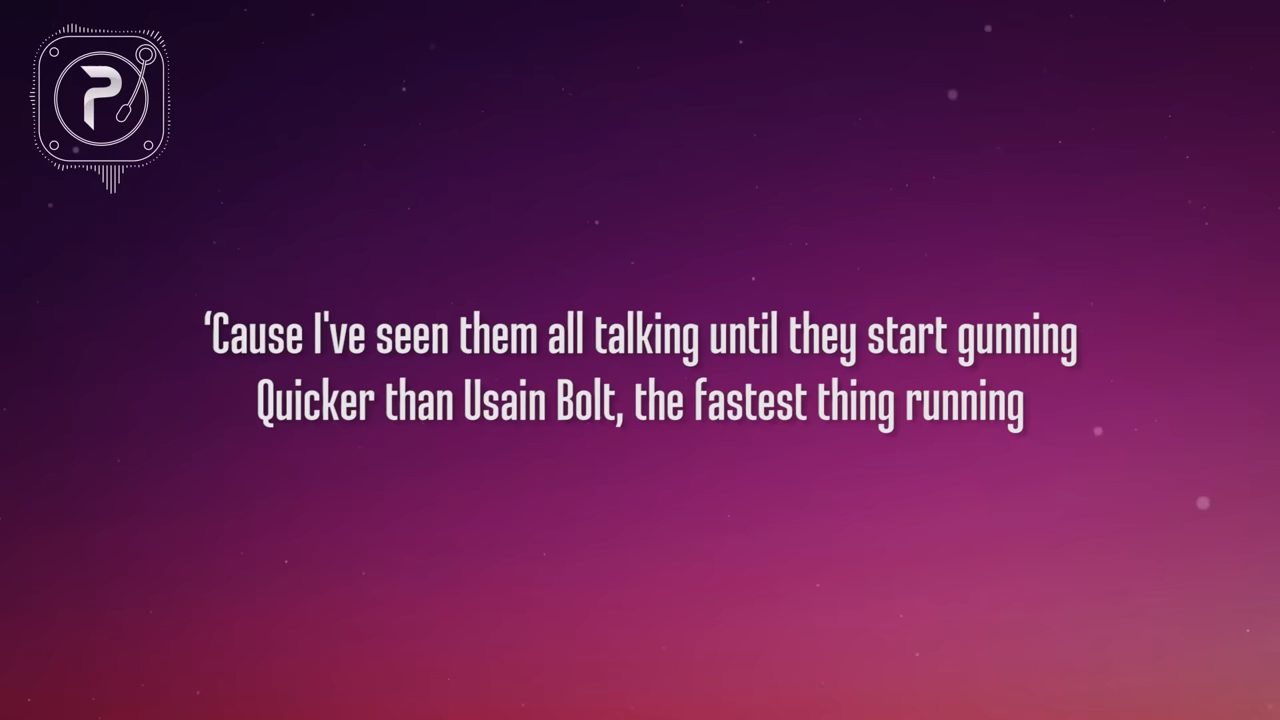 P
‘Cause I've seen them all talking until they start gunning
Quicker than Usain Bolt, the fastest thing running